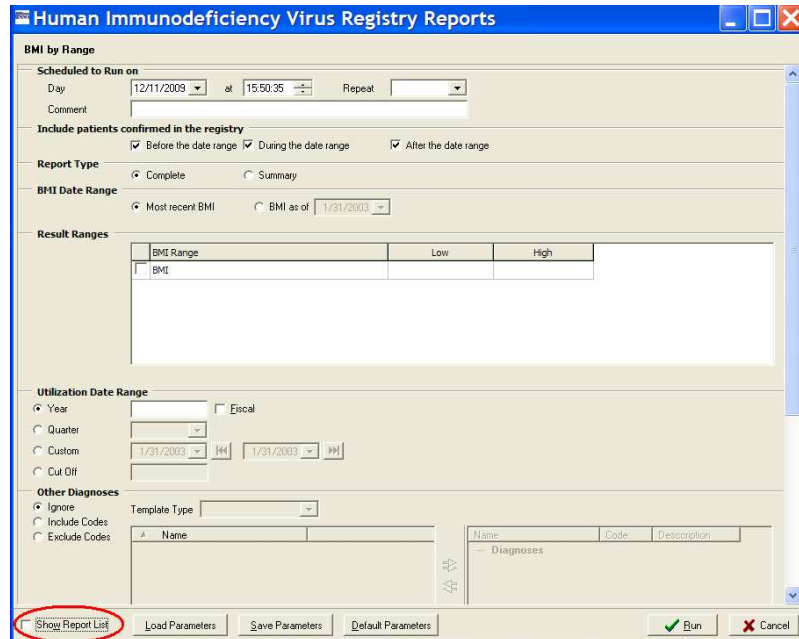 Human Immunodeficiency Virus Registry Reports
BMI by Range
Scheduled to Run on
Day 12/11/2009 at 15:50:35 Repeat
Comment
Include patients confirmed in the registry
Before the date range During the date range After the date range
Report Type
Complete Summary
BMI Date Range
Most recent BMI BMI as of 1/31/2003
Result Ranges
BMI Range Low High
BMI
Utilization Date Range
Year Fiscal
Quarter
Custom 1/31/2003 1/31/2003
Cut Off
Other Diagnoses
Ignore Template Type
Include Codes
Exclude Codes Name Name Code Description
Diagnoses
Show Report List Load Parameters Save Parameters Default Parameters Run Cancel